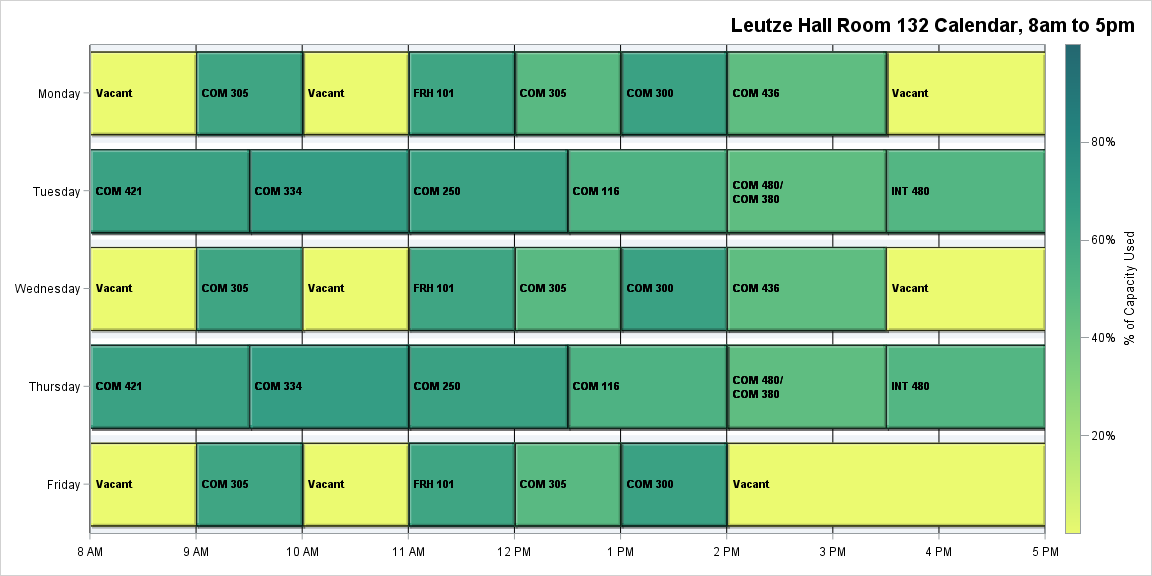 Leutze Hall Room 132 Calendar, 8am to 5pm
Monday
Vacant
COM 305
Vacant
FRH 101
COM 305
COM 300
COM 436
Vacant
Tuesday
COM 421
COM 334
COM 250
COM 116
COM 480/
COM 380
INT 480
Wednesday
Vacant
COM 305
Vacant
FRH 101
COM 305
COM 300
COM 436
Vacant
Thursday
COM 421
COM 334
COM 250
COM 116
COM 480/
COM 380
INT 480
Friday
Vacant
COM 305
Vacant
FRH 101
COM 305
COM 300
Vacant
8 AM
9 AM
10 AM
11 AM
12 PM
1 PM
2 PM
3 PM
4 PM
5 PM
80%
60%
40%
20%
% of Capacity Used